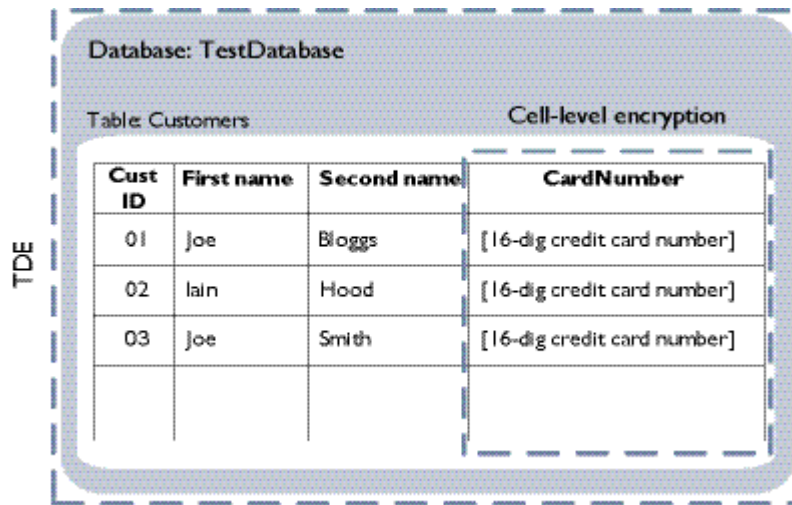 Database: TestDatabase
Table: Customers
Cell-level encryption
Cust ID First name Second name CardNumber
01 Joe Bloggs [16-dig credit card number]
02 Iain Hood [16-dig credit card number]
03 Joe Smith [16-dig credit card number]
TDE